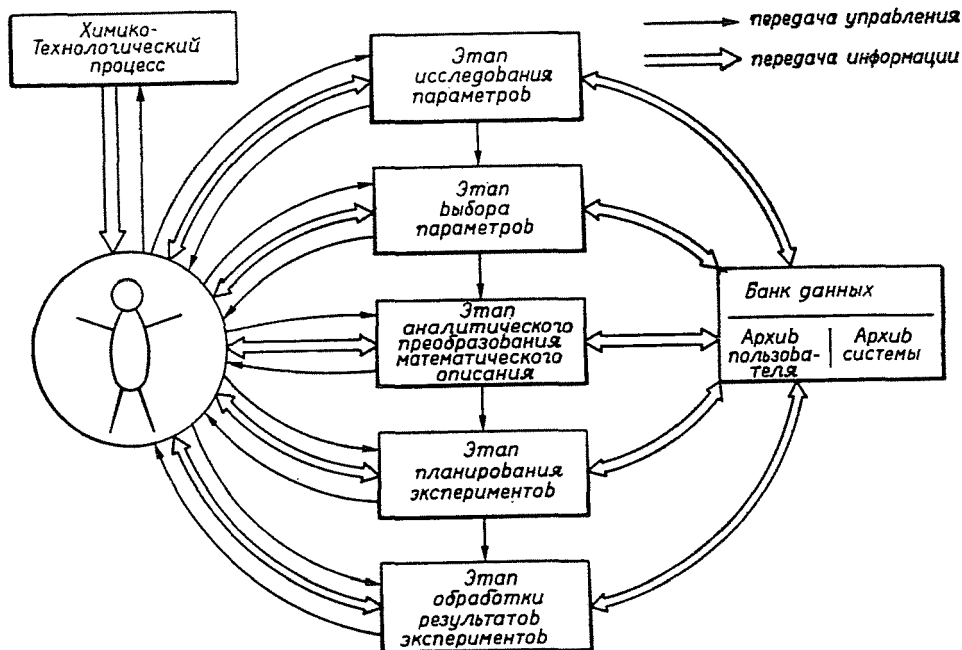 Химико-
Технологический
процесс
передача управления
передача информации
Этап
исследования
параметров
Этап
выбора
параметров
Этап
аналитического
преобразования
математического
описания
Этап
планирования
экспериментов
Этап
обработки
результатов
экспериментов
Банк данных
Архив
пользова-
теля
Архив
системы